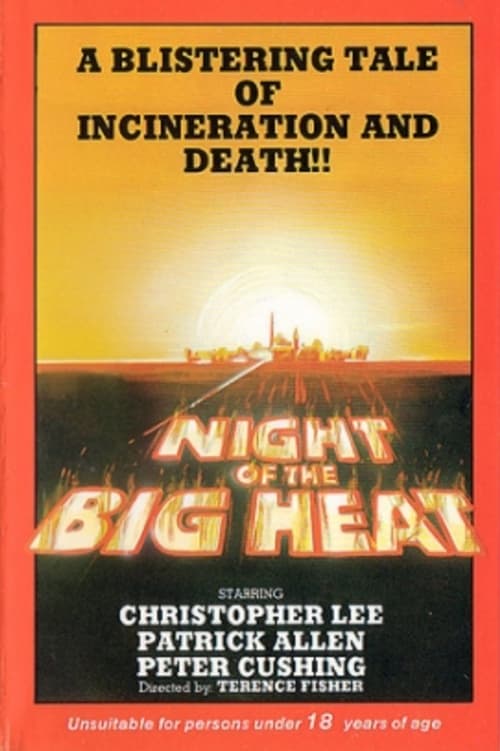 A BLISTERING TALE
OF
INCINERATION AND
DEATH!!
NIGHT
OF THE
BIG HEAT
STARRING
CHRISTOPHER LEE
PATRICK ALLEN
PETER CUSHING
Directed by: TERENCE FISHER
Unsuitable for persons under 18 years of age